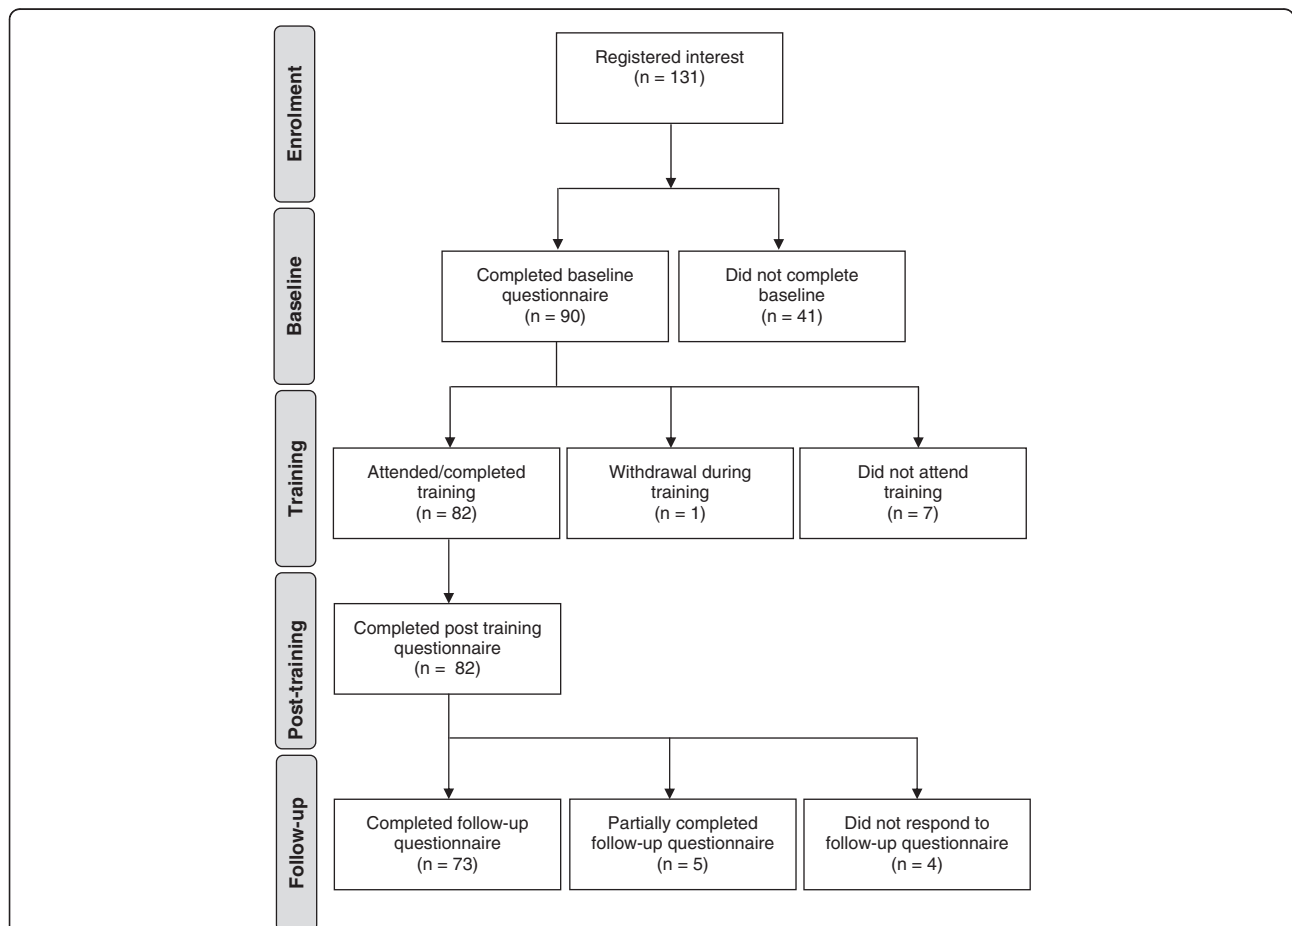 Enrolment
Registered interest
(n = 131)
Baseline
Completed baseline
questionnaire
(n = 90)
Did not complete
baseline
(n = 41)
Training
Attended/completed
training
(n = 82)
Withdrawal during
training
(n = 1)
Did not attend
training
(n = 7)
Post-training
Completed post training
questionnaire
(n =  82)
Follow-up
Completed follow-up
questionnaire
(n = 73)
Partially completed
follow-up questionnaire
(n = 5)
Did not respond to
follow-up questionnaire
(n = 4)